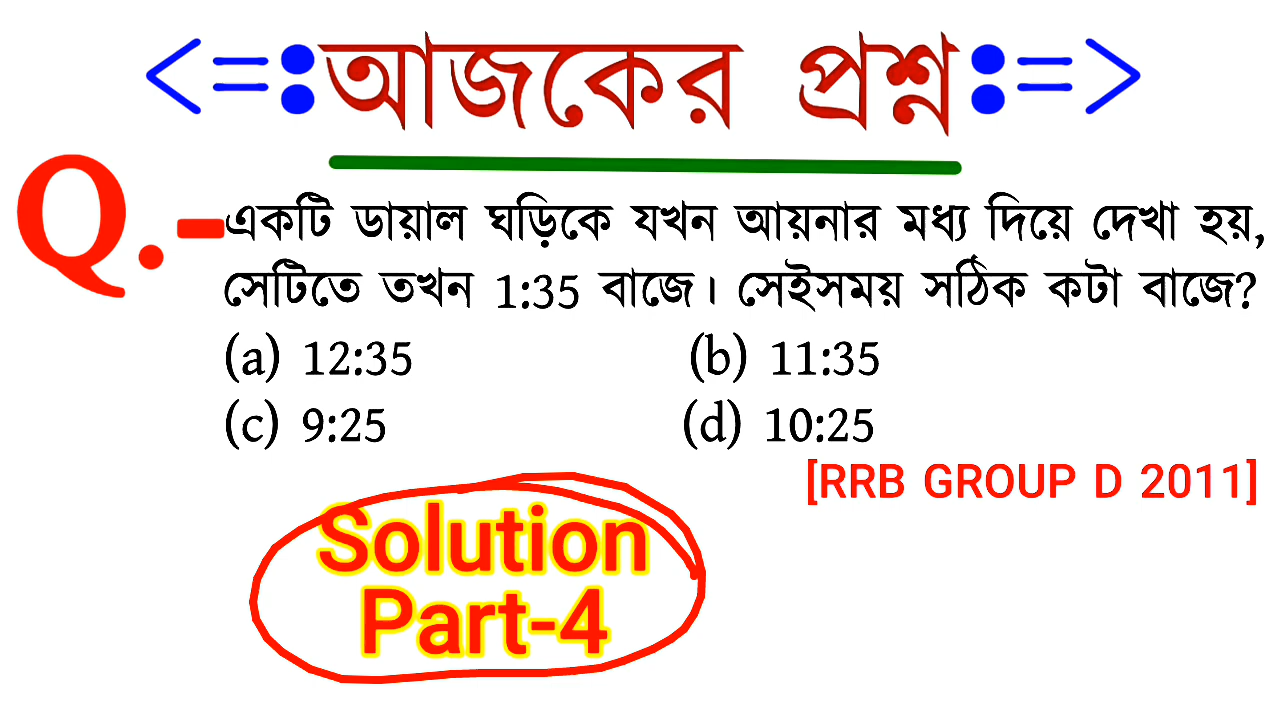 <=:আজকের প্রশ্ন:=>
Q.-একটি ডায়াল ঘড়িকে যখন আয়নার মধ্য দিয়ে দেখা হয়,
সেটিতে তখন 1:35 বাজে। সেইসময় সঠিক কটা বাজে?
(a) 12:35 (b) 11:35
(c) 9:25 (d) 10:25
[RRB GROUP D 2011]
Solution
Part-4